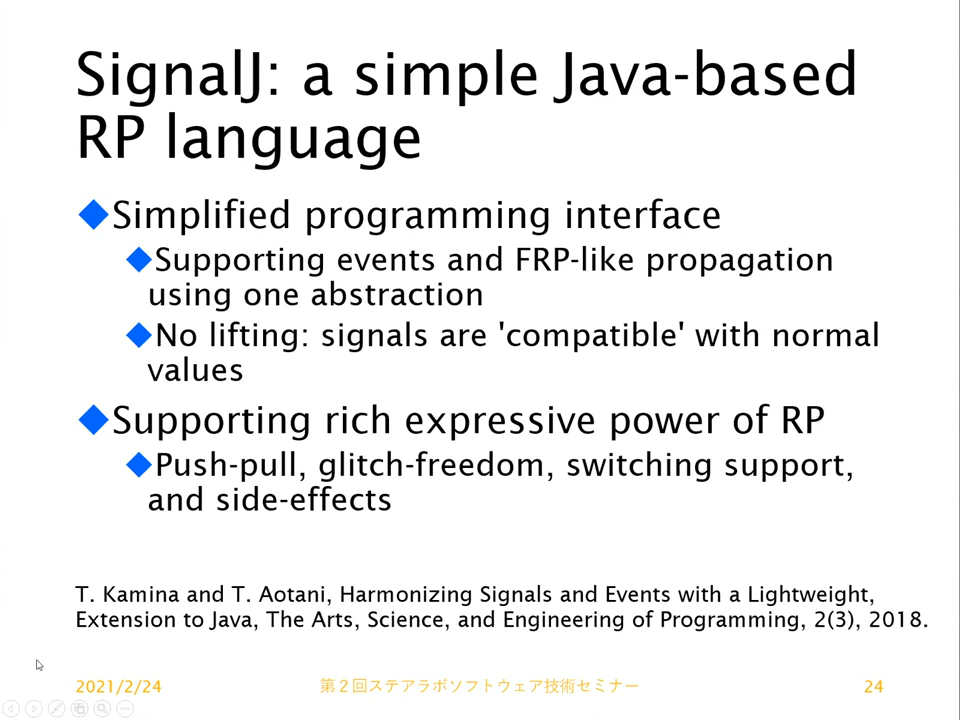 SignalJ: a simple Java-based
RP language
◆Simplified programming interface
◆Supporting events and FRP-like propagation
using one abstraction
◆No lifting: signals are 'compatible' with normal
values
◆Supporting rich expressive power of RP
◆Push-pull, glitch-freedom, switching support,
and side-effects
T. Kamina and T. Aotani, Harmonizing Signals and Events with a Lightweight,
Extension to Java, The Arts, Science, and Engineering of Programming, 2(3), 2018.
2021/2/24 第2回ステアラボソフトウェア技術セミナー 24